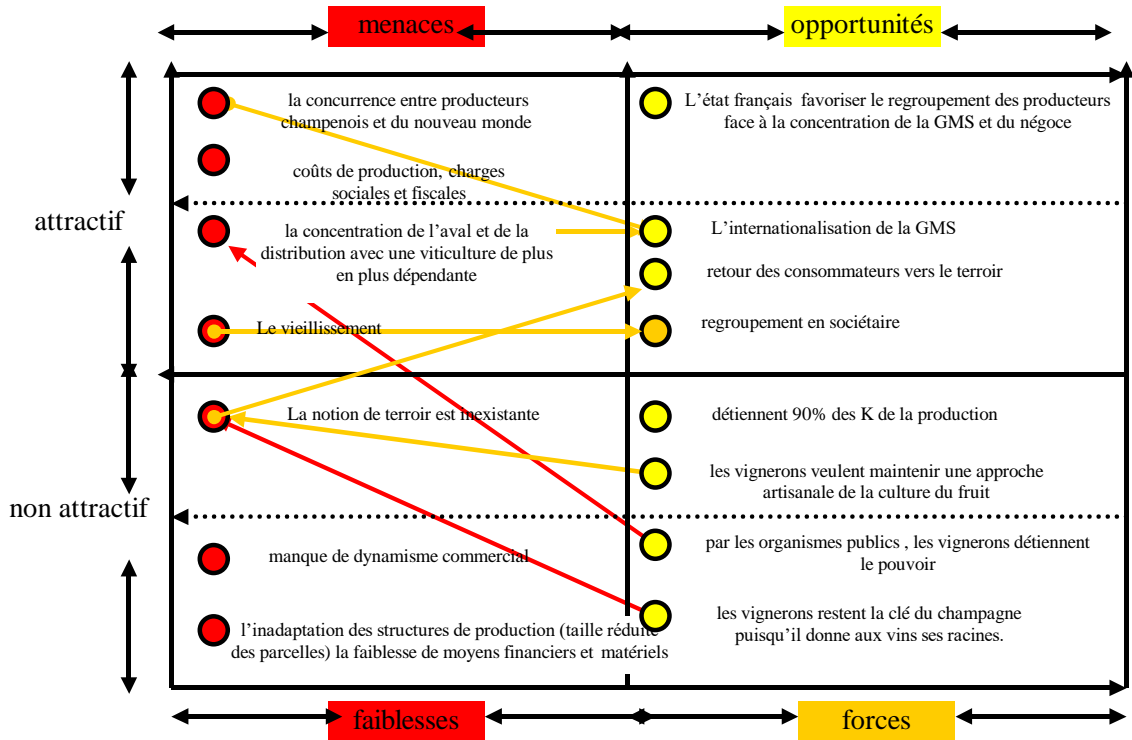 menaces
opportunités
la concurrence entre producteurs
champenois et du nouveau monde
L'état français favoriser le regroupement des producteurs
face à la concentration de la GMS et du négoce
coûts de production, charges
sociales et fiscales
attractif
la concentration de l'aval et de la
distribution avec une viticulture de plus
en plus dépendante
L'internationalisation de la GMS
retour des consommateurs vers le terroir
Le vieillissement
regroupement en sociétaire
La notion de terroir est inexistante
détiennent 90% des K de la production
les vignerons veulent maintenir une approche
artisanale de la culture du fruit
non attractif
manque de dynamisme commercial
par les organismes publics , les vignerons détiennent
le pouvoir
l'inadaptation des structures de production (taille réduite
des parcelles) la faiblesse de moyens financiers et matériels
les vignerons restent la clé du champagne
puisqu'il donne aux vins ses racines.
faiblesses
forces